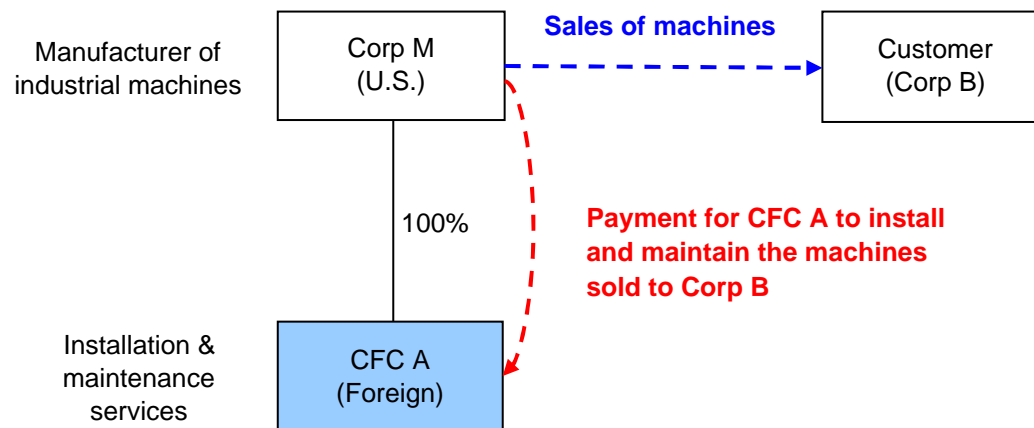 Manufacturer of
industrial machines
Corp M
(U.S.)
Sales of machines
Customer
(Corp B)
100%
Payment for CFC A to install
and maintain the machines
sold to Corp B
Installation &
maintenance
services
CFC A
(Foreign)